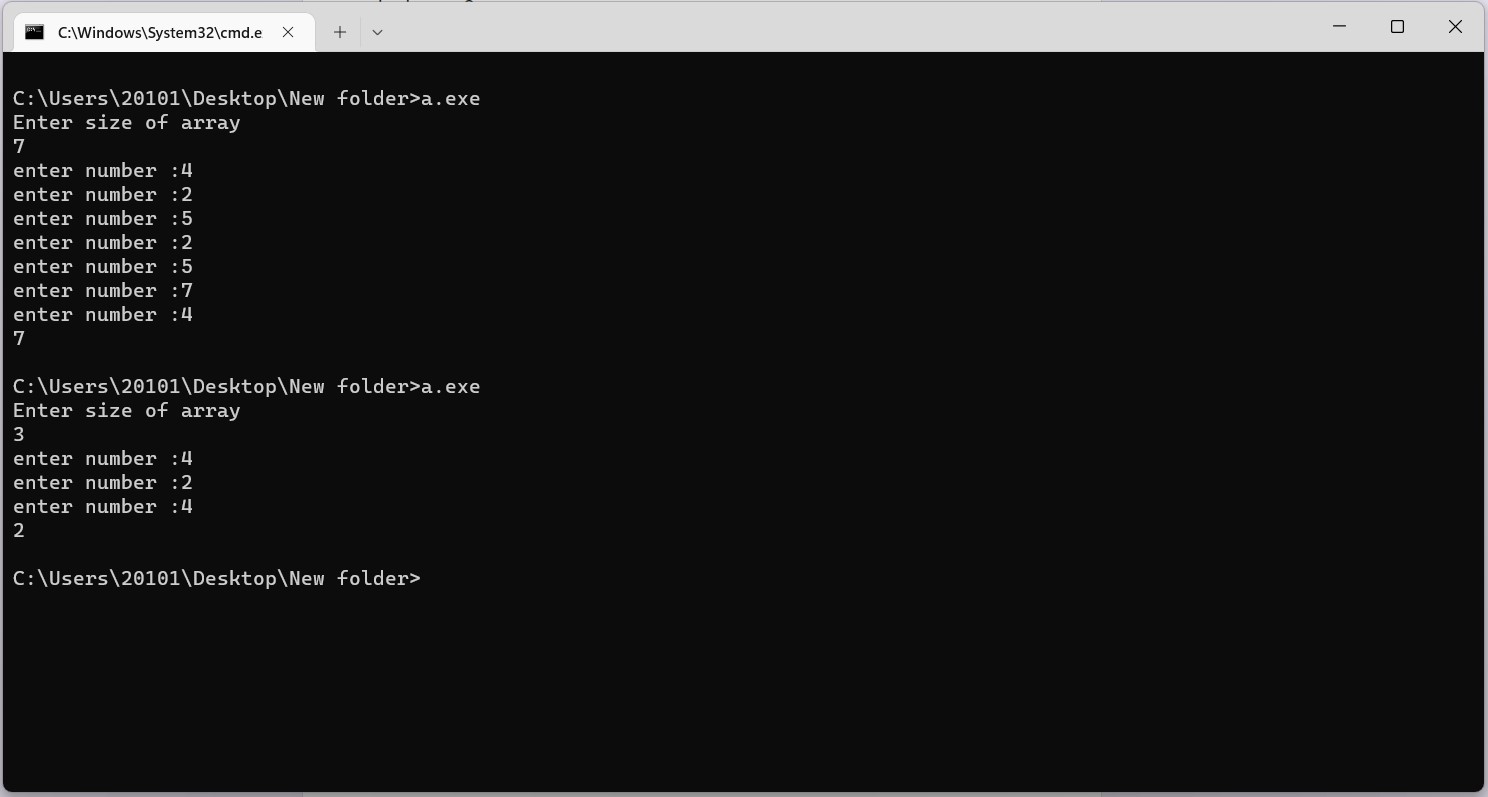 C:\Windows\System32\cmd.e
C:\Users\20101\Desktop\New folder>a.exe
Enter size of array
7
enter number :4
enter number :2
enter number :5
enter number :2
enter number :5
enter number :7
enter number :4
7
C:\Users\20101\Desktop\New folder>a.exe
Enter size of array
3
enter number :4
enter number :2
enter number :4
2
C:\Users\20101\Desktop\New folder>